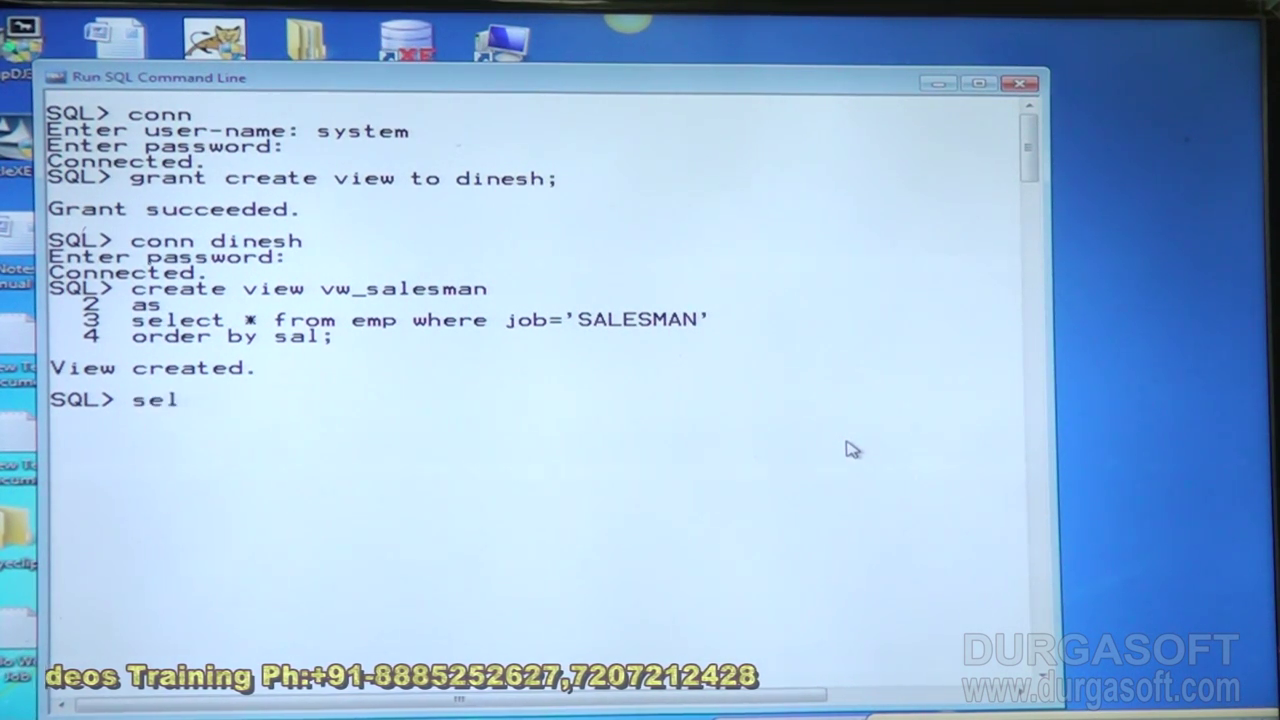 Run SQL Command Line
SQL> conn
Enter user-name: system
Enter password:
Connected.
SQL> grant create view to dinesh;
Grant succeeded.
SQL> conn dinesh
Enter password:
Connected.
SQL> create view vw_salesman
2 as
3 select * from emp where job='SALESMAN'
4 order by sal;
View created.
SQL> sel
XE
deos Training Ph:+91-8885252627,7207212428
DURGASOFT
www.durgasoft.com